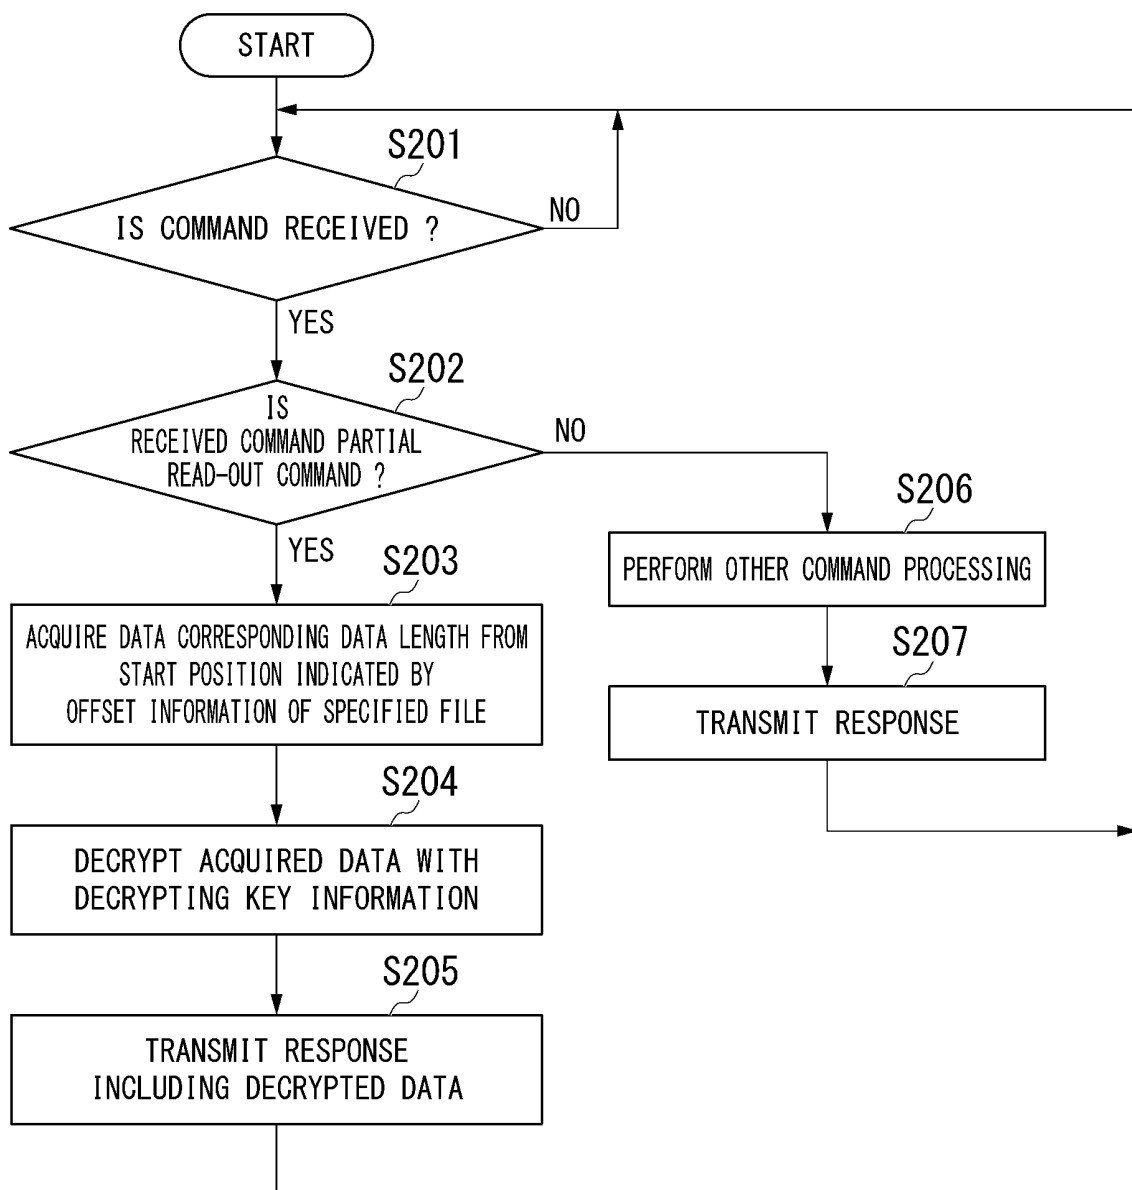 START
S201
IS COMMAND RECEIVED ?
NO
YES
S202
IS
RECEIVED COMMAND PARTIAL
READ-OUT COMMAND ?
NO
YES
S203
ACQUIRE DATA CORRESPONDING DATA LENGTH FROM
START POSITION INDICATED BY
OFFSET INFORMATION OF SPECIFIED FILE
S204
DECRYPT ACQUIRED DATA WITH
DECRYPTING KEY INFORMATION
S205
TRANSMIT RESPONSE
INCLUDING DECRYPTED DATA
S206
PERFORM OTHER COMMAND PROCESSING
S207
TRANSMIT RESPONSE